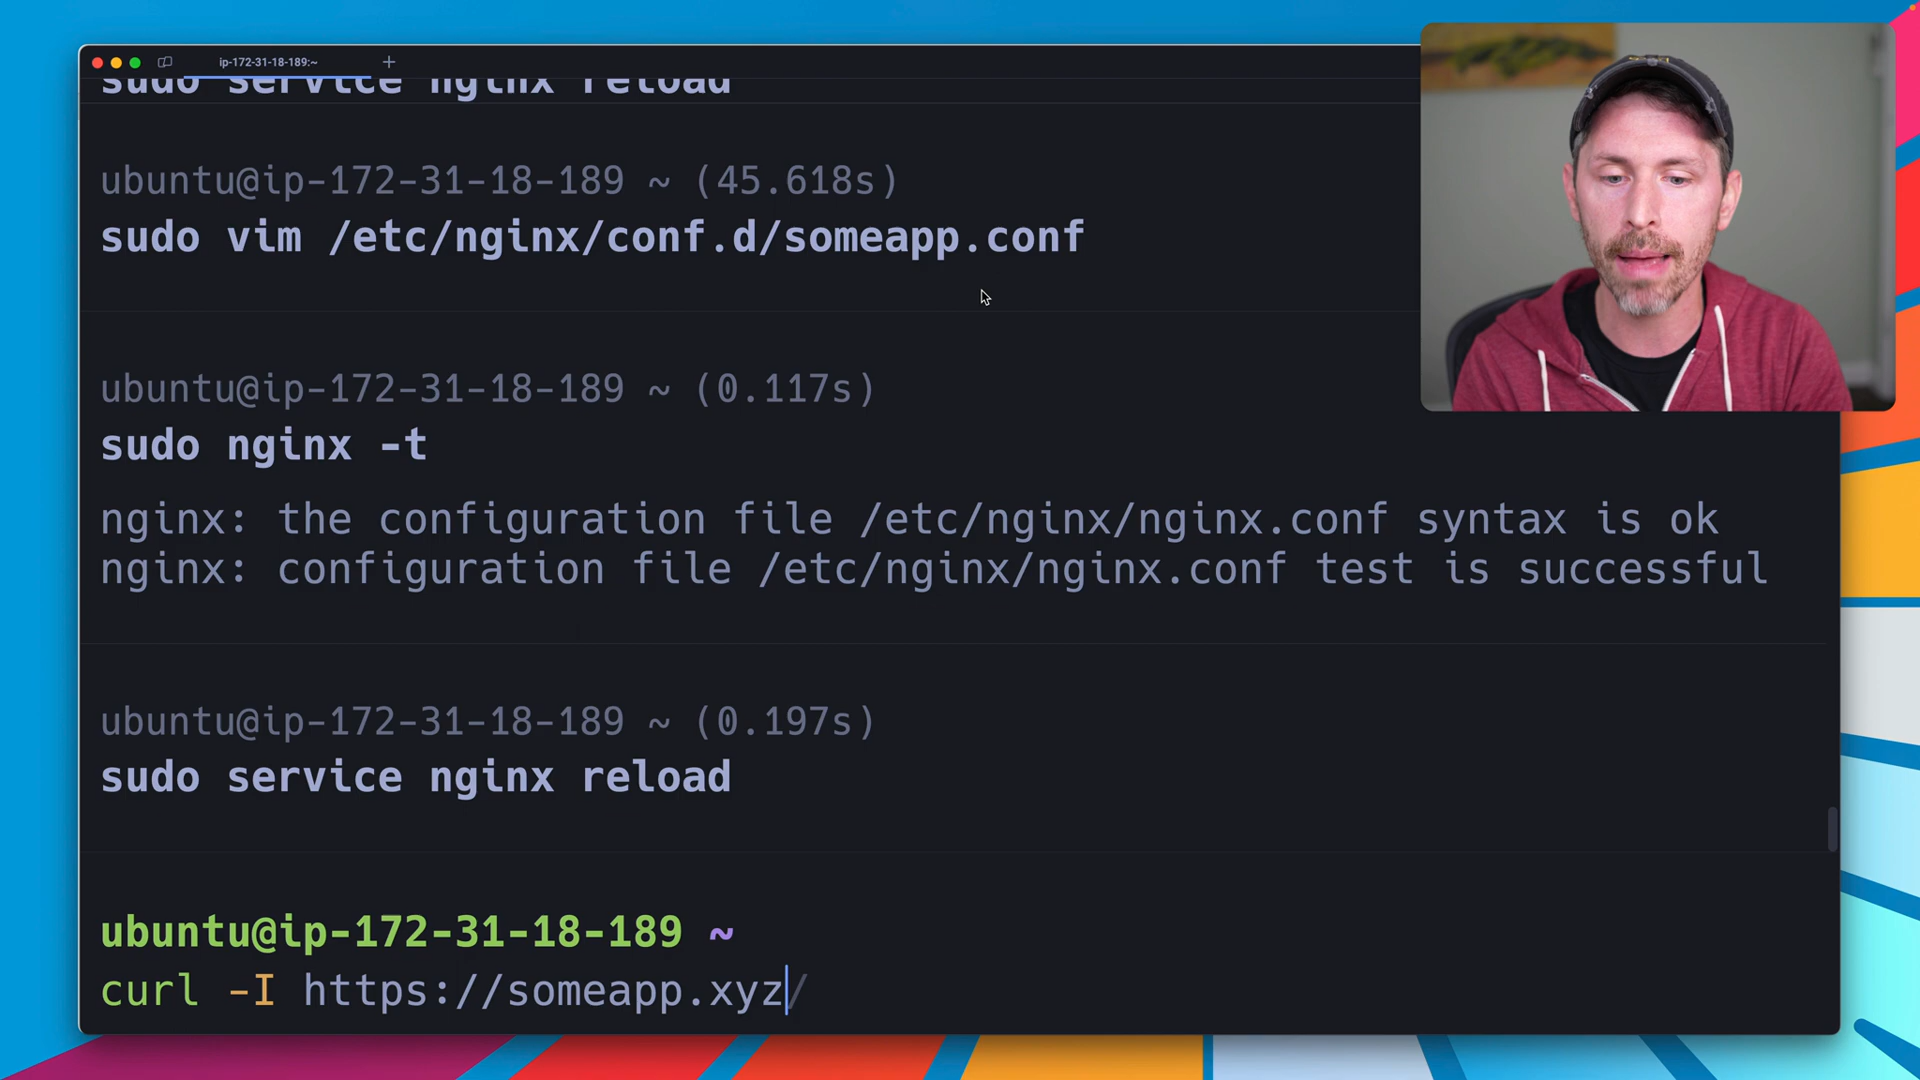 ip-172-31-18-189:~
sudo service nginx reload
ubuntu@ip-172-31-18-189 ~ (45.618s)
sudo vim /etc/nginx/conf.d/someapp.conf
ubuntu@ip-172-31-18-189 ~ (0.117s)
sudo nginx -t
nginx: the configuration file /etc/nginx/nginx.conf syntax is ok
nginx: configuration file /etc/nginx/nginx.conf test is successful
ubuntu@ip-172-31-18-189 ~ (0.197s)
sudo service nginx reload
ubuntu@ip-172-31-18-189 ~
curl -I https://someapp.xyz/